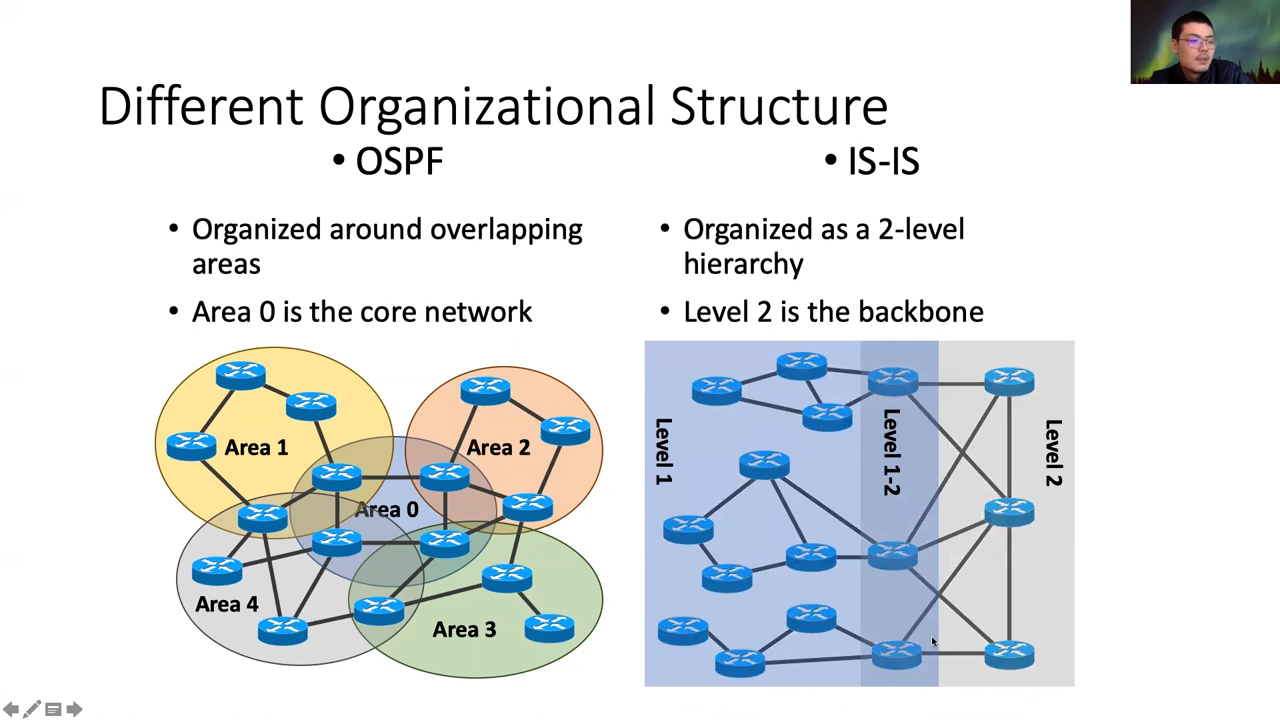 Different Organizational Structure
• OSPF
• Organized around overlapping
areas
• Area 0 is the core network
Area 1
Area 2
Area 0
Area 4
Area 3
• IS-IS
• Organized as a 2-level
hierarchy
• Level 2 is the backbone
Level 1
Level 1-2
Level 2